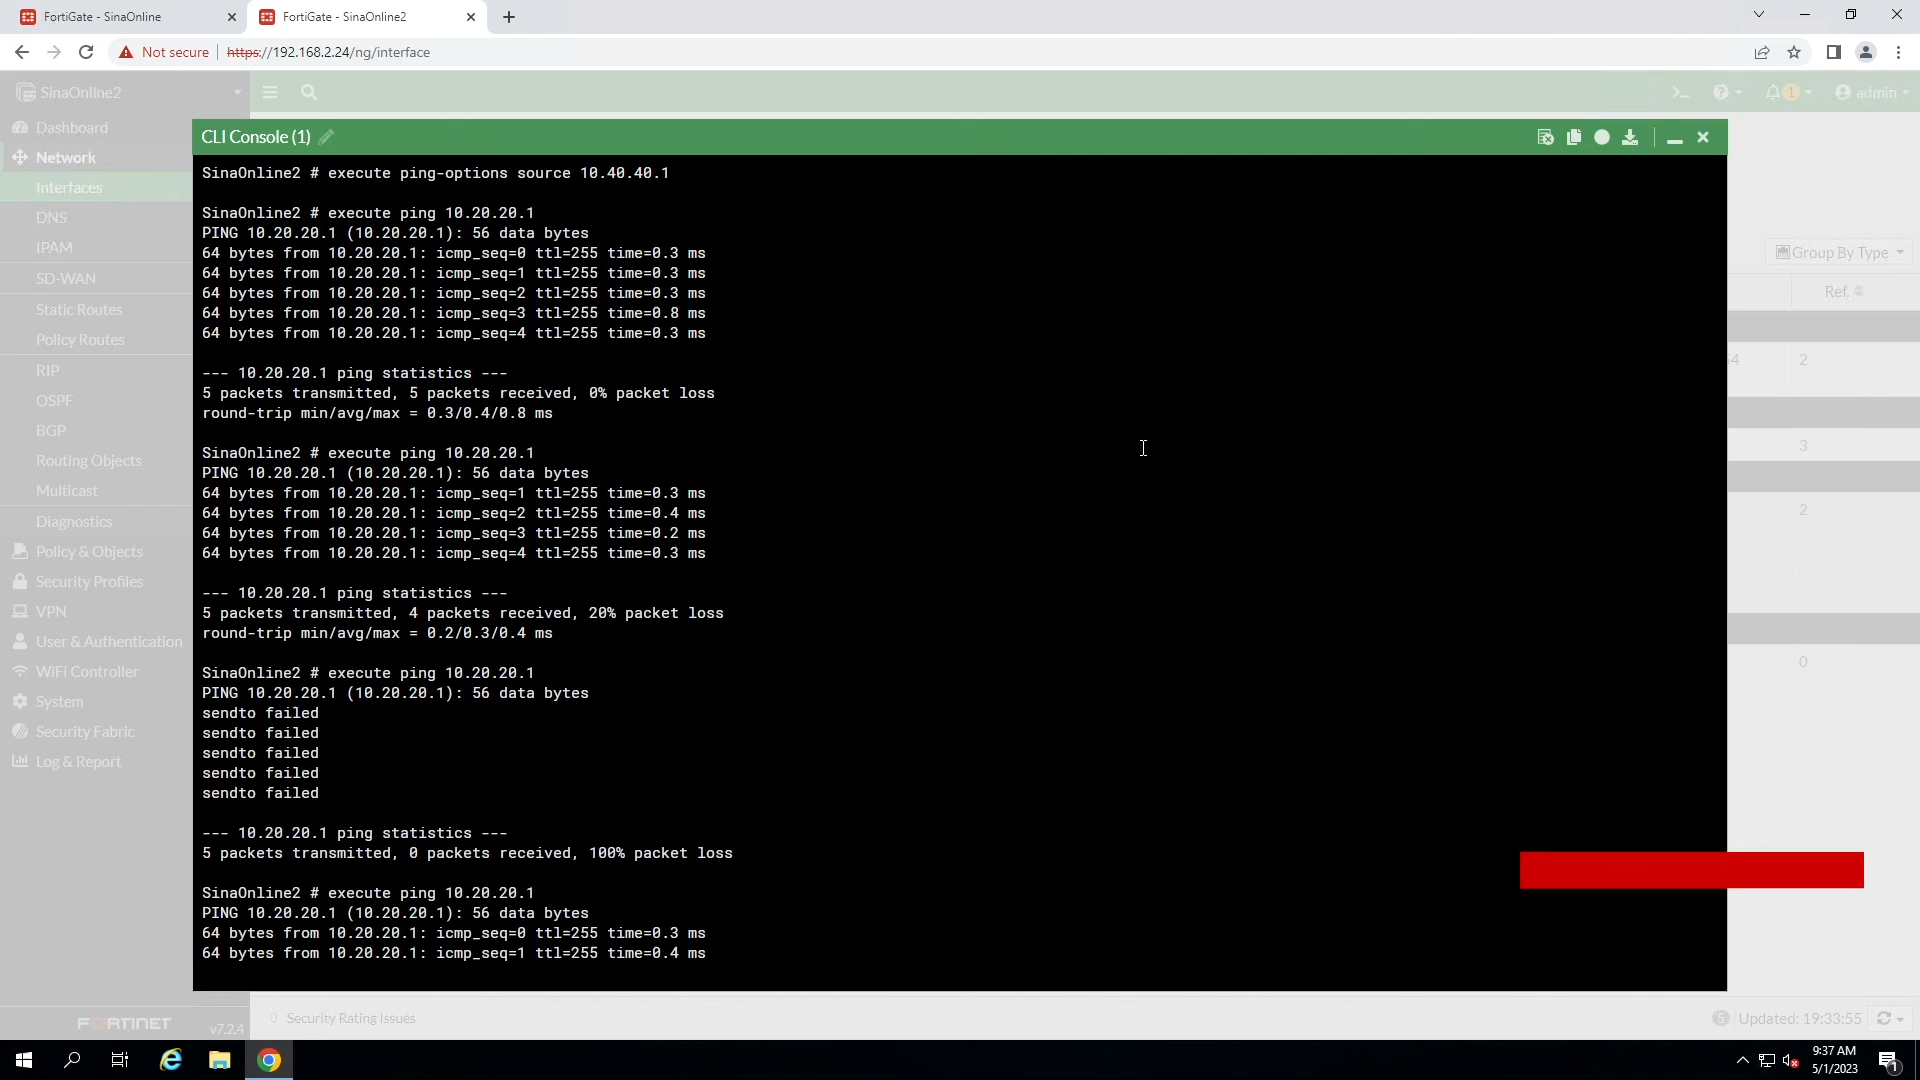 FortiGate - SinaOnline
FortiGate - SinaOnline2
Not secure
https://192.168.2.24/ng/interface
SinaOnline2
1
admin
Dashboard
Network
Interfaces
DNS
IPAM
SD-WAN
Static Routes
Policy Routes
RIP
OSPF
BGP
Routing Objects
Multicast
Diagnostics
Policy & Objects
Security Profiles
VPN
User & Authentication
WiFi Controller
System
Security Fabric
Log & Report
FORTINET
v7.2.4
CLI Console (1)
SinaOnline2 # execute ping-options source 10.40.40.1
SinaOnline2 # execute ping 10.20.20.1
PING 10.20.20.1 (10.20.20.1): 56 data bytes
64 bytes from 10.20.20.1: icmp_seq=0 ttl=255 time=0.3 ms
64 bytes from 10.20.20.1: icmp_seq=1 ttl=255 time=0.3 ms
64 bytes from 10.20.20.1: icmp_seq=2 ttl=255 time=0.3 ms
64 bytes from 10.20.20.1: icmp_seq=3 ttl=255 time=0.8 ms
64 bytes from 10.20.20.1: icmp_seq=4 ttl=255 time=0.3 ms
--- 10.20.20.1 ping statistics ---
5 packets transmitted, 5 packets received, 0% packet loss
round-trip min/avg/max = 0.3/0.4/0.8 ms
SinaOnline2 # execute ping 10.20.20.1
PING 10.20.20.1 (10.20.20.1): 56 data bytes
64 bytes from 10.20.20.1: icmp_seq=1 ttl=255 time=0.3 ms
64 bytes from 10.20.20.1: icmp_seq=2 ttl=255 time=0.4 ms
64 bytes from 10.20.20.1: icmp_seq=3 ttl=255 time=0.2 ms
64 bytes from 10.20.20.1: icmp_seq=4 ttl=255 time=0.3 ms
--- 10.20.20.1 ping statistics ---
5 packets transmitted, 4 packets received, 20% packet loss
round-trip min/avg/max = 0.2/0.3/0.4 ms
SinaOnline2 # execute ping 10.20.20.1
PING 10.20.20.1 (10.20.20.1): 56 data bytes
sendto failed
sendto failed
sendto failed
sendto failed
sendto failed
--- 10.20.20.1 ping statistics ---
5 packets transmitted, 0 packets received, 100% packet loss
SinaOnline2 # execute ping 10.20.20.1
PING 10.20.20.1 (10.20.20.1): 56 data bytes
64 bytes from 10.20.20.1: icmp_seq=0 ttl=255 time=0.3 ms
64 bytes from 10.20.20.1: icmp_seq=1 ttl=255 time=0.4 ms
Group By Type
Ref.
2
3
2
0
0 Security Rating Issues
5 Updated: 19:33:55
9:37 AM
5/1/2023
1